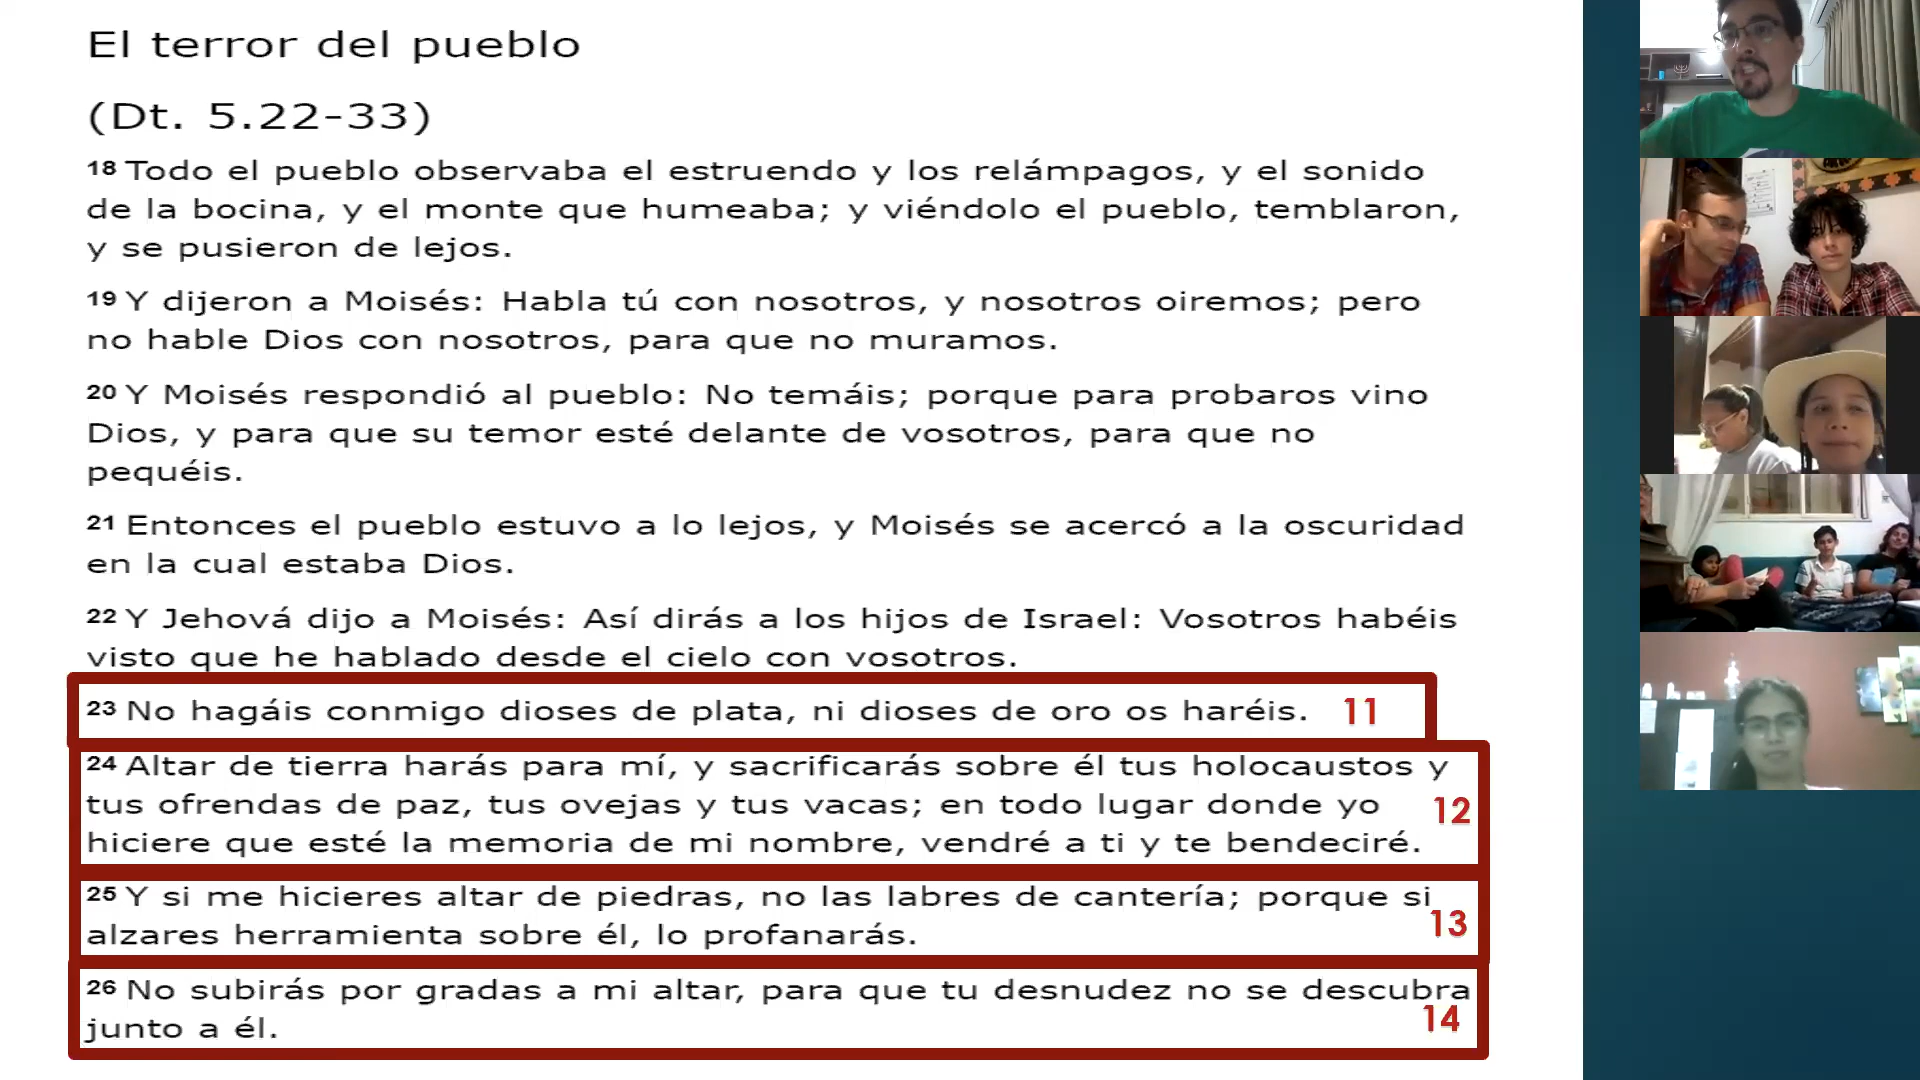 El terror del pueblo
(Dt. 5.22-33)
18 Todo el pueblo observaba el estruendo y los relámpagos, y el sonido
de la bocina, y el monte que humeaba; y viéndolo el pueblo, temblaron,
y se pusieron de lejos.
19 Y dijeron a Moisés: Habla tú con nosotros, y nosotros oiremos; pero
no hable Dios con nosotros, para que no muramos.
20 Y Moisés respondió al pueblo: No temáis; porque para probaros vino
Dios, y para que su temor esté delante de vosotros, para que no
pequéis.
21 Entonces el pueblo estuvo a lo lejos, y Moisés se acercó a la oscuridad
en la cual estaba Dios.
22 Y Jehová dijo a Moisés: Así dirás a los hijos de Israel: Vosotros habéis
visto que he hablado desde el cielo con vosotros.
23 No hagáis conmigo dioses de plata, ni dioses de oro os haréis. 11
24 Altar de tierra harás para mí, y sacrificarás sobre él tus holocaustos y
tus ofrendas de paz, tus ovejas y tus vacas; en todo lugar donde yo 12
hiciere que esté la memoria de mi nombre, vendré a ti y te bendeciré.
25 Y si me hicieres altar de piedras, no las labres de cantería; porque si
alzares herramienta sobre él, lo profanarás. 13
26 No subirás por gradas a mi altar, para que tu desnudez no se descubra
junto a él. 14